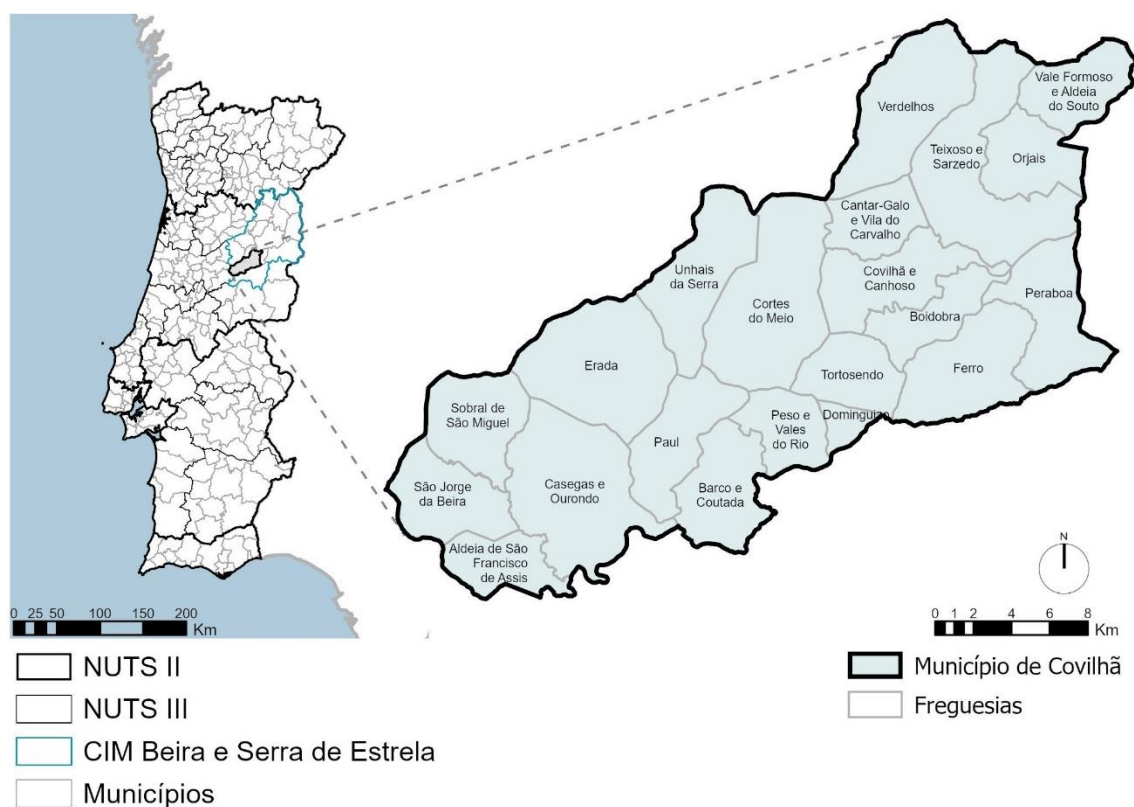 Verdelhos
Vale Formoso
e Aldeia
do Souto
Teixoso e
Sarzedo
Orjais
Cantar-Galo
e Vila do
Carvalho
Unhais
da Serra
Covilhã e
Canhoso
Cortes
do Meio
Peraboa
Boidobra
Erada
Tortosendo
Ferro
Sobral de
São Miguel
Peso e
Vales
do Rio
Dominguizo
Paul
São Jorge
da Beira
Casegas e
Ourondo
Barco e
Coutada
Aldeia de São
Francisco
de Assis
N
0 25 50 100 150 200
Km
0 1 2 4 6 8
Km
NUTS II
NUTS III
CIM Beira e Serra de Estrela
Municípios
Município de Covilhã
Freguesias